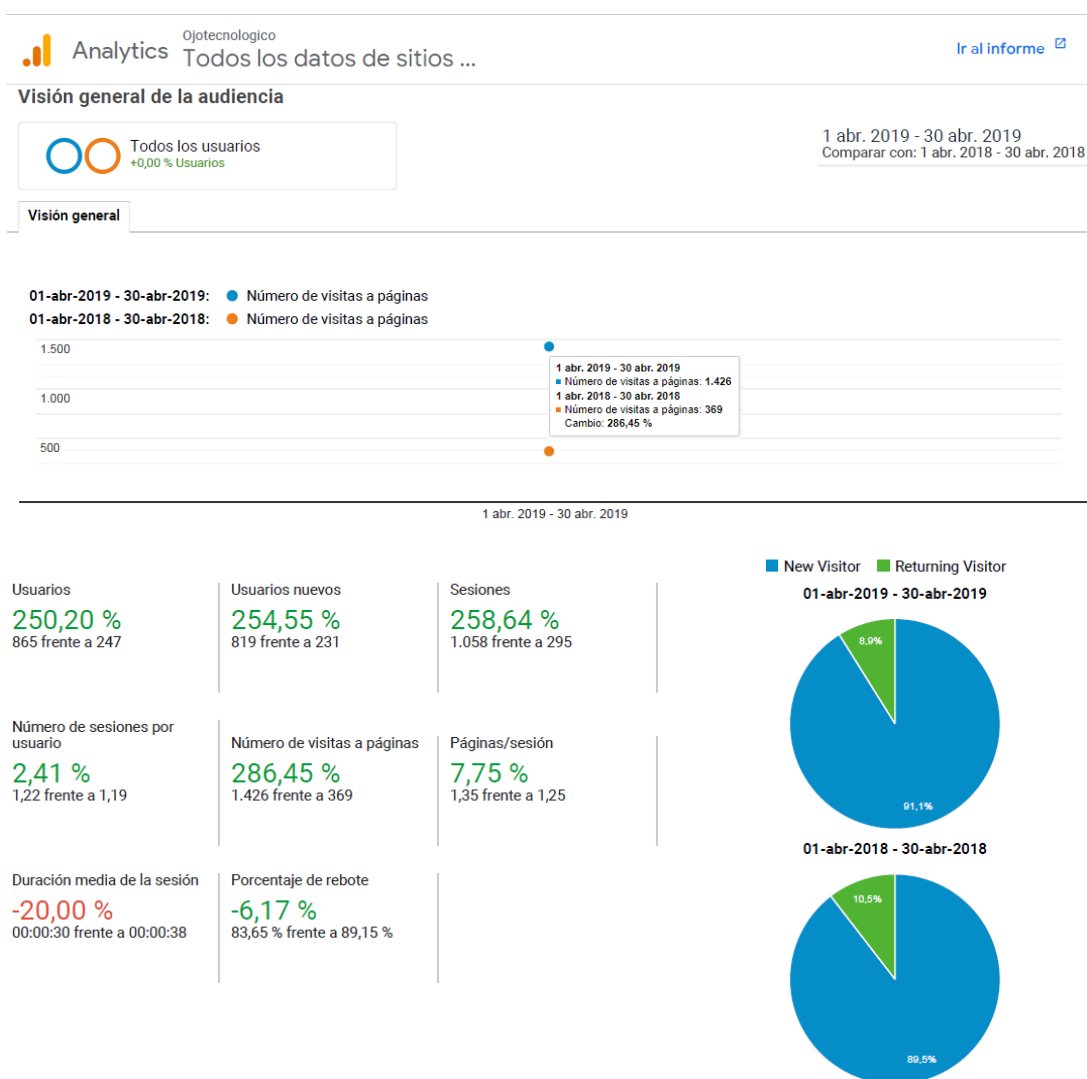 Analytics
Ojotecnologico
Todos los datos de sitios ...
Ir al informe
Visión general de la audiencia
Todos los usuarios
+0,00 % Usuarios
1 abr. 2019 - 30 abr. 2019
Comparar con: 1 abr. 2018 - 30 abr. 2018
Visión general
01-abr-2019 - 30-abr-2019: Número de visitas a páginas
01-abr-2018 - 30-abr-2018: Número de visitas a páginas
1.500
1.000
500
1 abr. 2019 - 30 abr. 2019
Número de visitas a páginas: 1.426
1 abr. 2018 - 30 abr. 2018
Número de visitas a páginas: 369
Cambio: 286,45 %
1 abr. 2019 - 30 abr. 2019
Usuarios
250,20 %
865 frente a 247
Usuarios nuevos
254,55 %
819 frente a 231
Sesiones
258,64 %
1.058 frente a 295
Número de sesiones por
usuario
2,41 %
1,22 frente a 1,19
Número de visitas a páginas
286,45 %
1.426 frente a 369
Páginas/sesión
7,75 %
1,35 frente a 1,25
Duración media de la sesión
-20,00 %
00:00:30 frente a 00:00:38
Porcentaje de rebote
-6,17 %
83,65 % frente a 89,15 %
New Visitor Returning Visitor
01-abr-2019 - 30-abr-2019
8,9%
91,1%
01-abr-2018 - 30-abr-2018
10,5%
89,5%